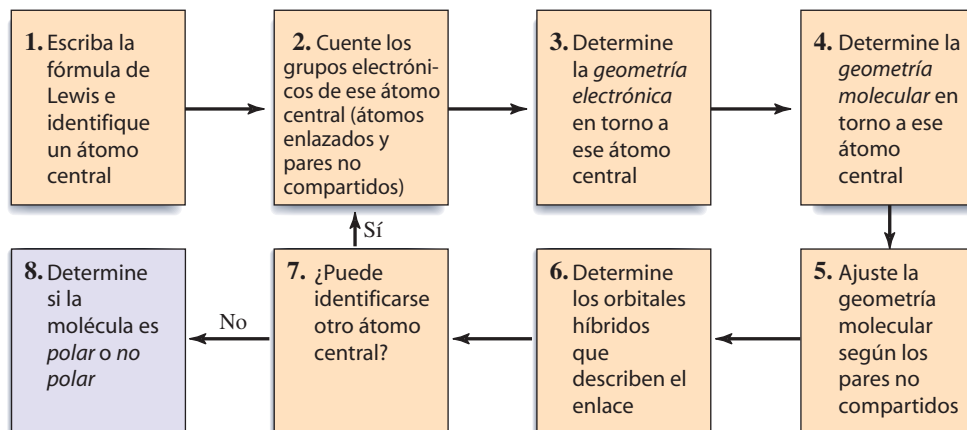 1. Escriba la
fórmula de
Lewis e
identifique
un átomo
central
2. Cuente los
grupos electróni-
cos de ese átomo
central (átomos
enlazados y
pares no
compartidos)
3. Determine
la geometría
electrónica
en torno a
ese átomo
central
4. Determine la
geometría
molecular en
torno a ese
átomo
central
5. Ajuste la
geometría
molecular
según los
pares no
compartidos
6. Determine
los orbitales
híbridos
que
describen el
enlace
7. ¿Puede
identificarse
otro átomo
central?
Sí
No
8. Determine
si la
molécula es
polar o no
polar